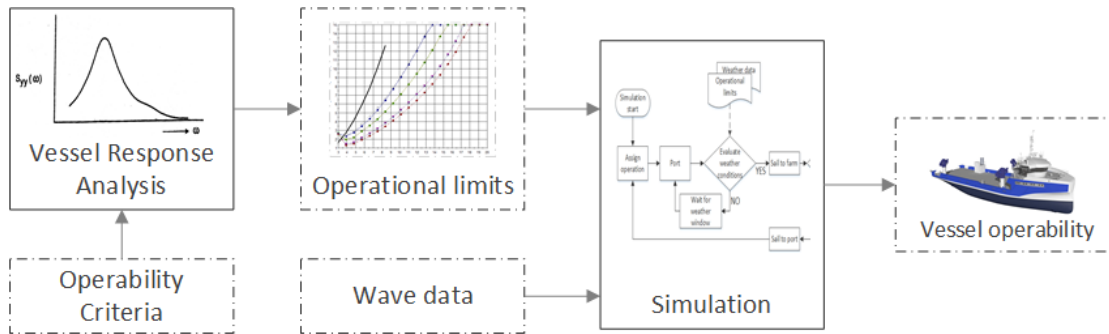 Syy(ω)
ω
Vessel Response
Analysis
Operational limits
Operability
Criteria
Wave data
Weather data
Operational
limits
Simulation
start
Assign
operation
Port
Evaluate
weather
conditions
YES
Sail to farm
NO
Wait for
weather
window
Sail to port
Simulation
Vessel operability